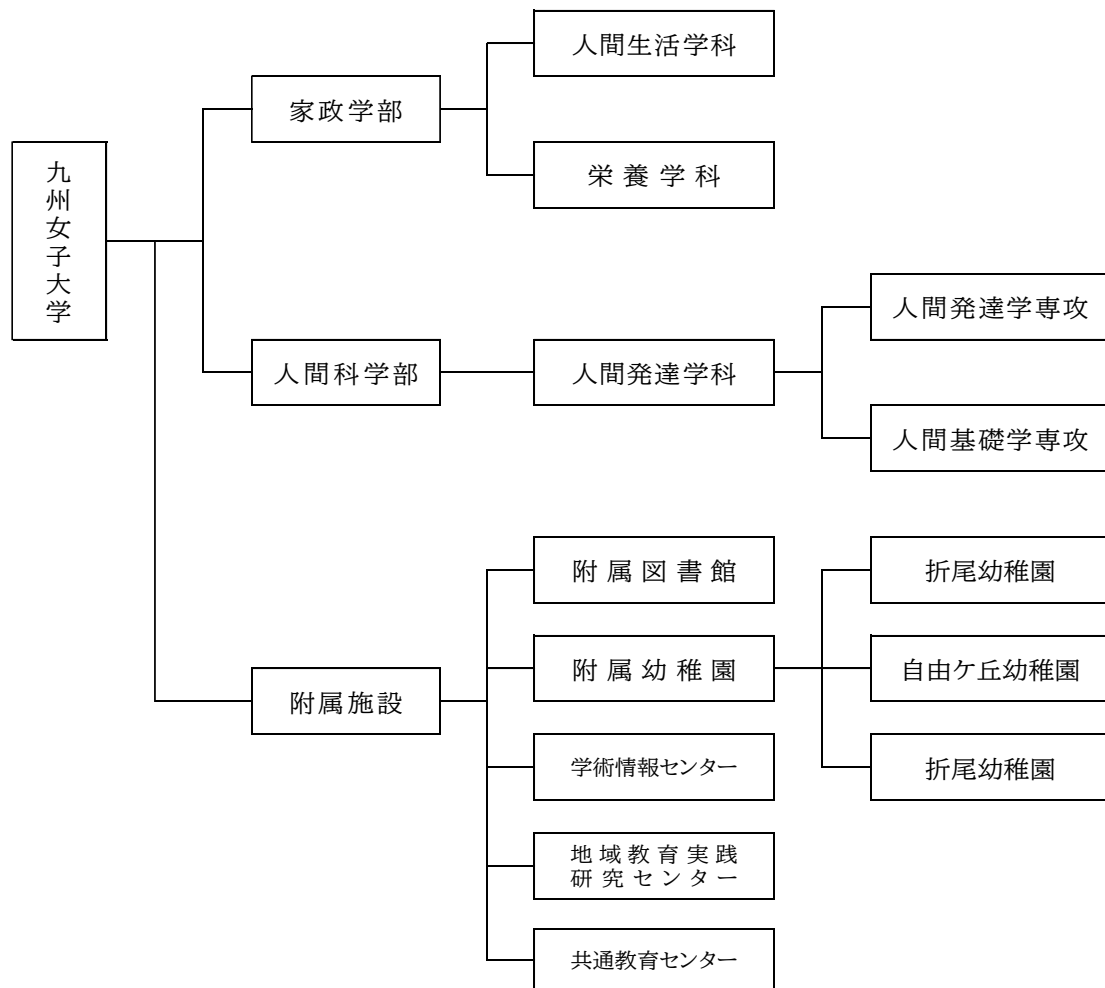 九州女子大学
家政学部
人間生活学科
栄養学科
人間科学部
人間発達学科
人間発達学専攻
人間基礎学専攻
附属施設
附属図書館
附属幼稚園
折尾幼稚園
自由ケ丘幼稚園
折尾幼稚園
学術情報センター
地域教育実践
研究センター
共通教育センター